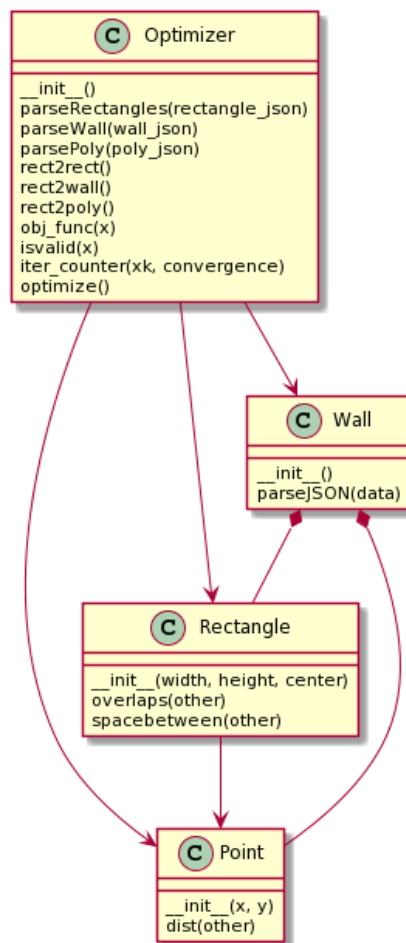 C Optimizer
__init__()
parseRectangles(rectangle_json)
parseWall(wall_json)
parsePoly(poly_json)
rect2rect()
rect2wall()
rect2poly()
obj_func(x)
isvalid(x)
iter_counter(xk, convergence)
optimize()
C Wall
__init__()
parseJSON(data)
C Rectangle
__init__(width, height, center)
overlaps(other)
spacebetween(other)
C Point
__init__(x, y)
dist(other)